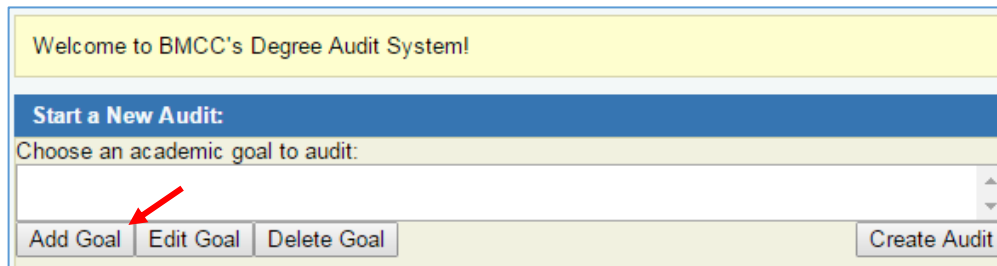 Welcome to BMCC's Degree Audit System!
Start a New Audit:
Choose an academic goal to audit:
Add Goal Edit Goal Delete Goal Create Audit